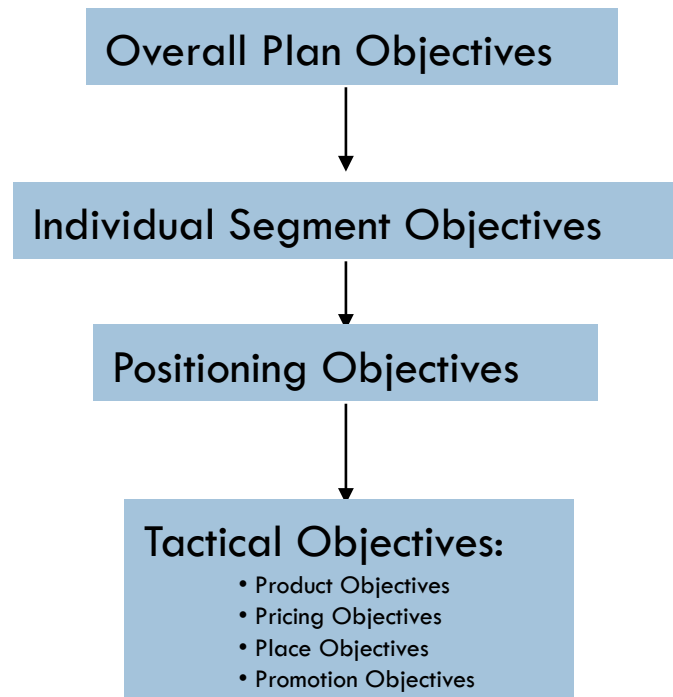 Overall Plan Objectives
Individual Segment Objectives
Positioning Objectives
Tactical Objectives:
• Product Objectives
• Pricing Objectives
• Place Objectives
• Promotion Objectives